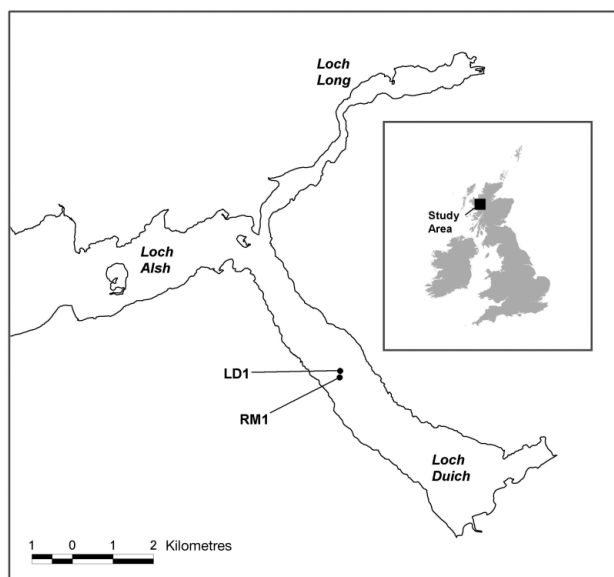 Loch
Long
Study
Area
Loch
Alsh
LD1
RM1
Loch
Duich
1 0 1 2 Kilometres